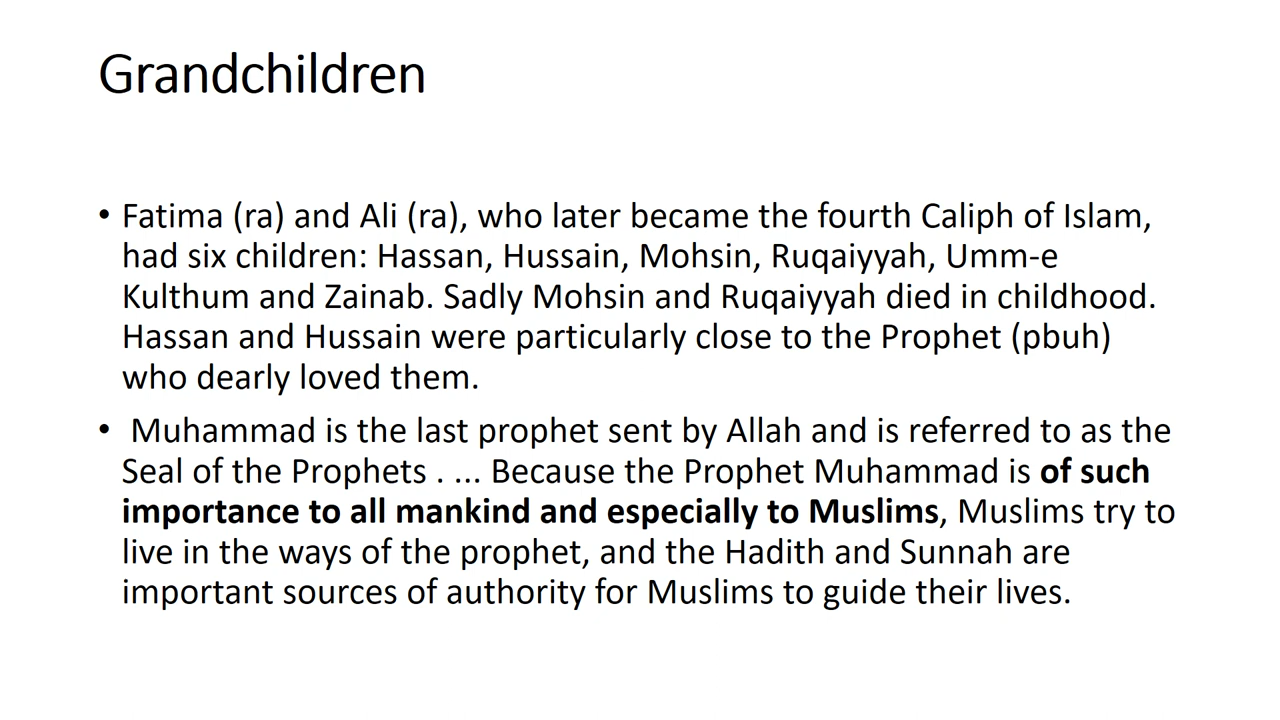 Grandchildren
• Fatima (ra) and Ali (ra), who later became the fourth Caliph of Islam,
had six children: Hassan, Hussain, Mohsin, Ruqaiyyah, Umm-e
Kulthum and Zainab. Sadly Mohsin and Ruqaiyyah died in childhood.
Hassan and Hussain were particularly close to the Prophet (pbuh)
who dearly loved them.
• Muhammad is the last prophet sent by Allah and is referred to as the
Seal of the Prophets . ... Because the Prophet Muhammad is of such
importance to all mankind and especially to Muslims, Muslims try to
live in the ways of the prophet, and the Hadith and Sunnah are
important sources of authority for Muslims to guide their lives.